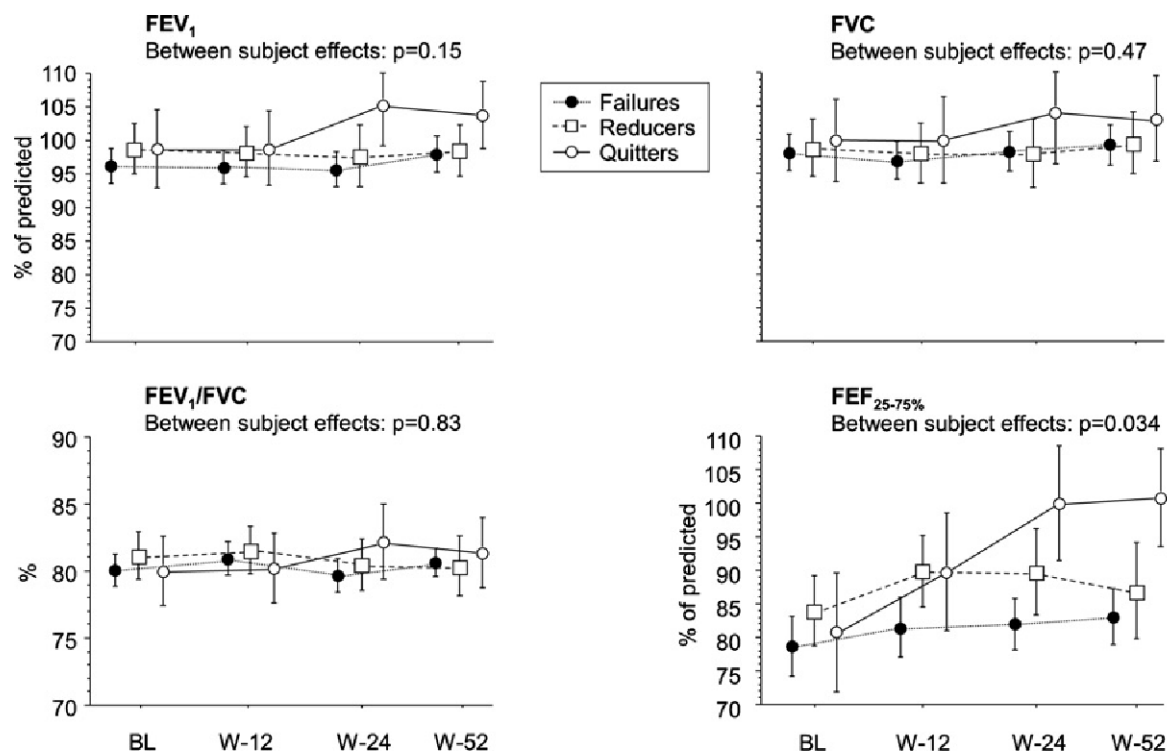 FEV1
Between subject effects: p=0.15
110
105
100
95
90
85
80
75
70
% of predicted
Failures
Reducers
Quitters
FVC
Between subject effects: p=0.47
% of predicted
FEV1/FVC
Between subject effects: p=0.83
90
85
80
75
70
%
BL W-12 W-24 W-52
FEF25-75%
Between subject effects: p=0.034
110
105
100
95
90
85
80
75
70
% of predicted
BL W-12 W-24 W-52